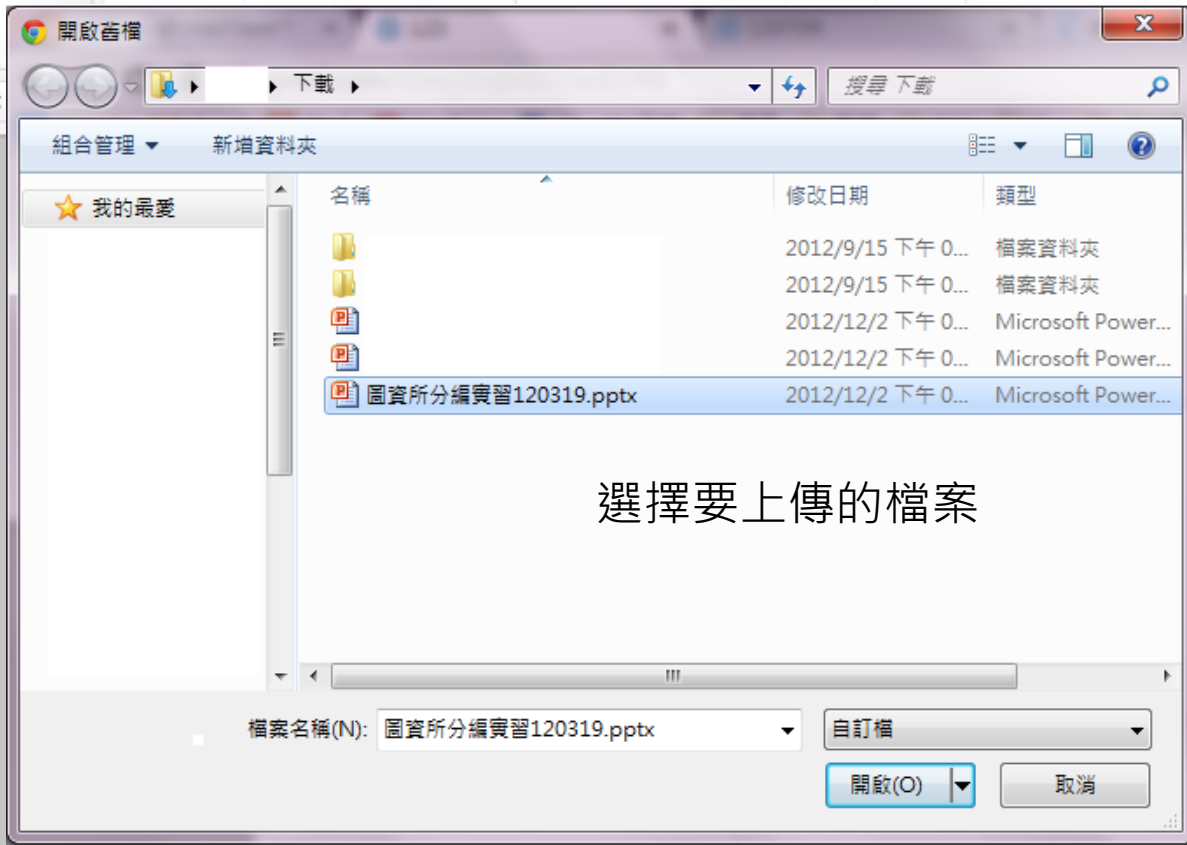 開啟舊檔
下載
搜尋 下載
組合管理 新增資料夾
我的最愛
名稱 修改日期 類型
2012/9/15 下午 0... 檔案資料夾
2012/9/15 下午 0... 檔案資料夾
2012/12/2 下午 0... Microsoft Power...
2012/12/2 下午 0... Microsoft Power...
圖資所分編實習120319.pptx 2012/12/2 下午 0... Microsoft Power...
選擇要上傳的檔案
檔案名稱(N): 圖資所分編實習120319.pptx 自訂檔
開啟(O) 取消